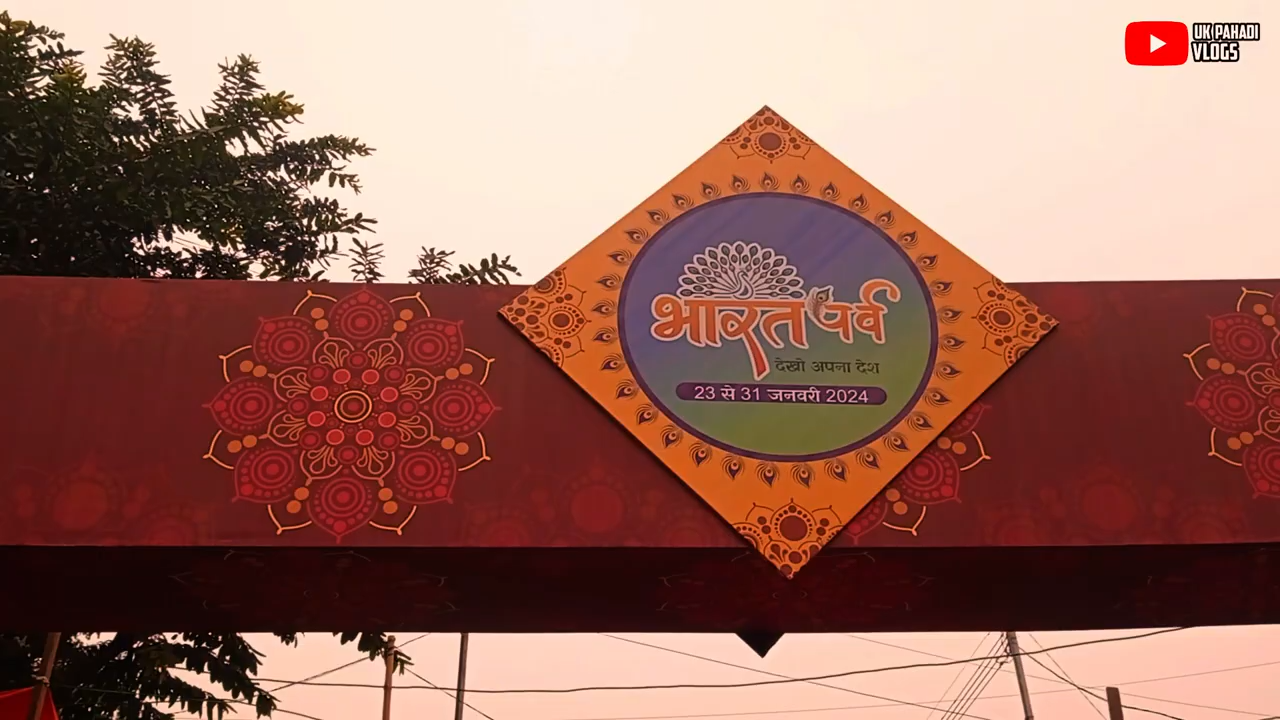 UK PAHADI
VLOGS
भारत पर्व
देखो अपना देश
23 से 31 जनवरी 2024